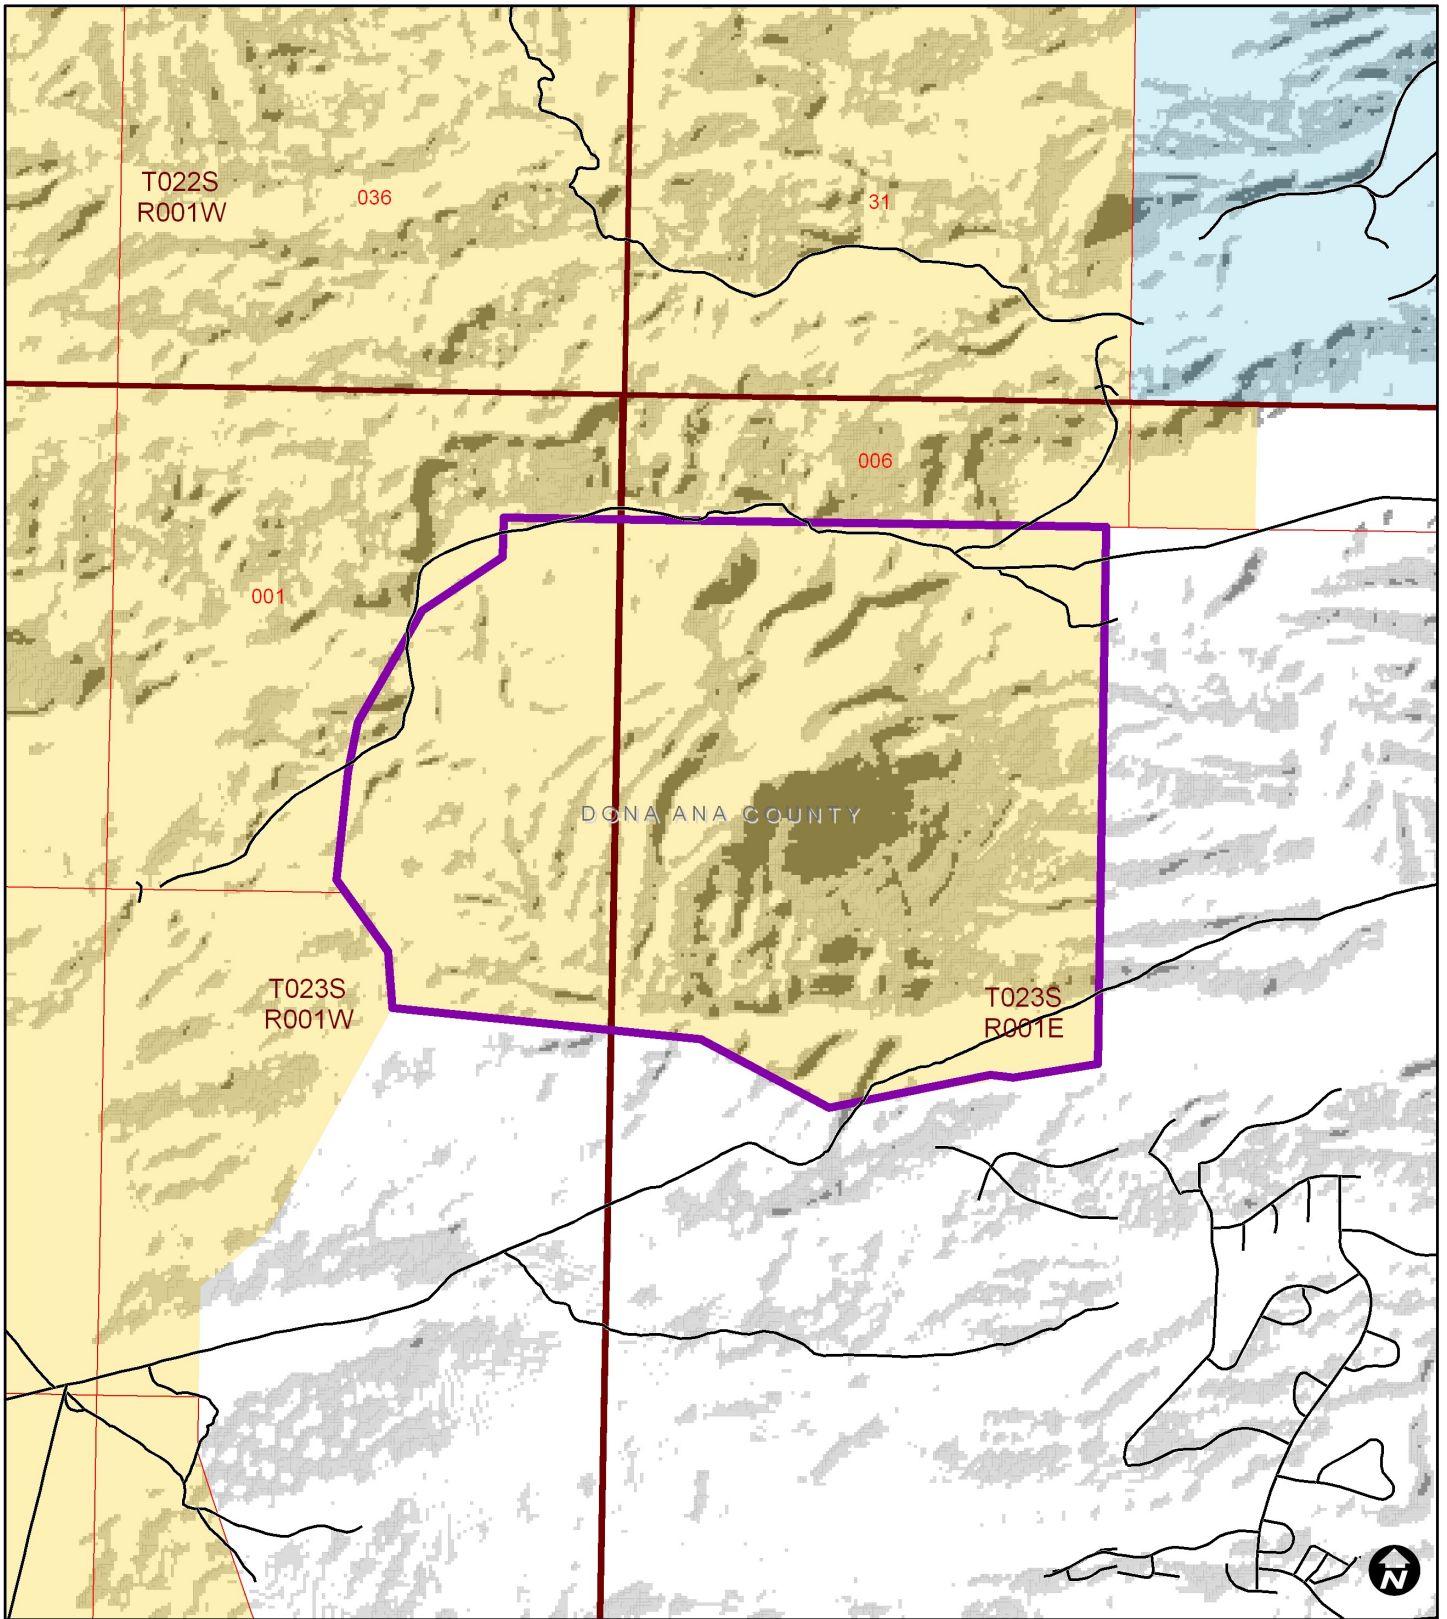 T022S
R001W
036
31
006
001
DONA ANA COUNTY
T023S
R001W
T023S
R001E
N